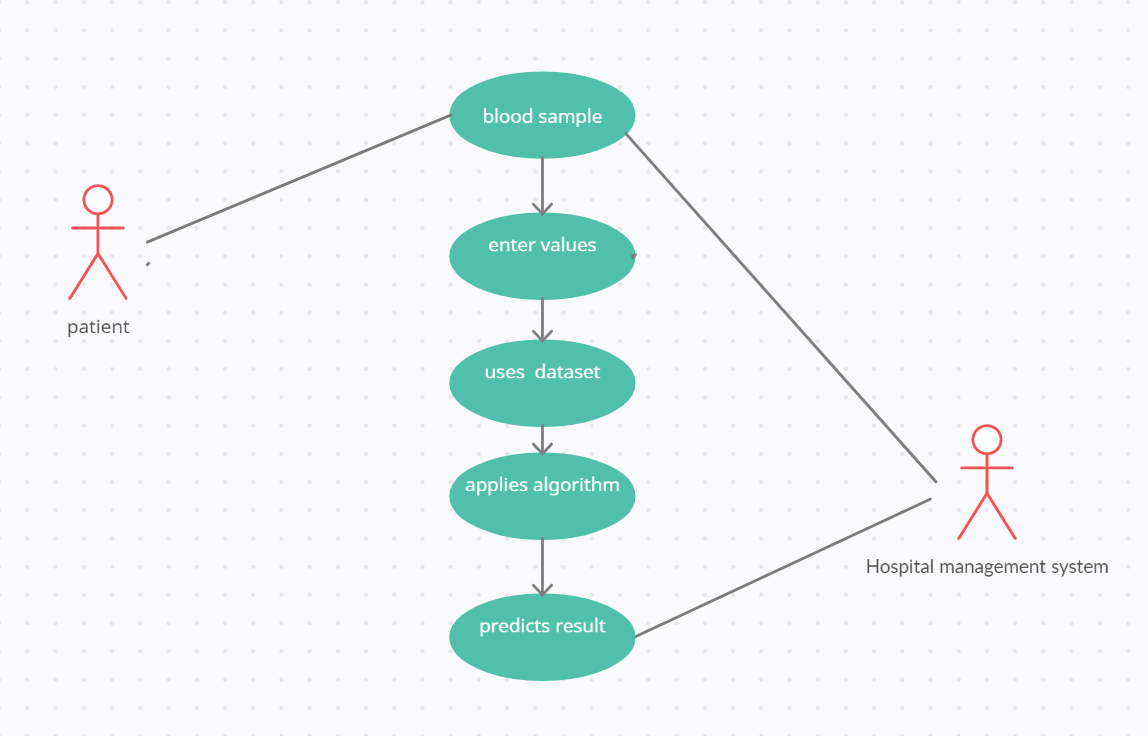 blood sample
enter values
patient
uses  dataset
applies algorithm
Hospital management system
predicts result